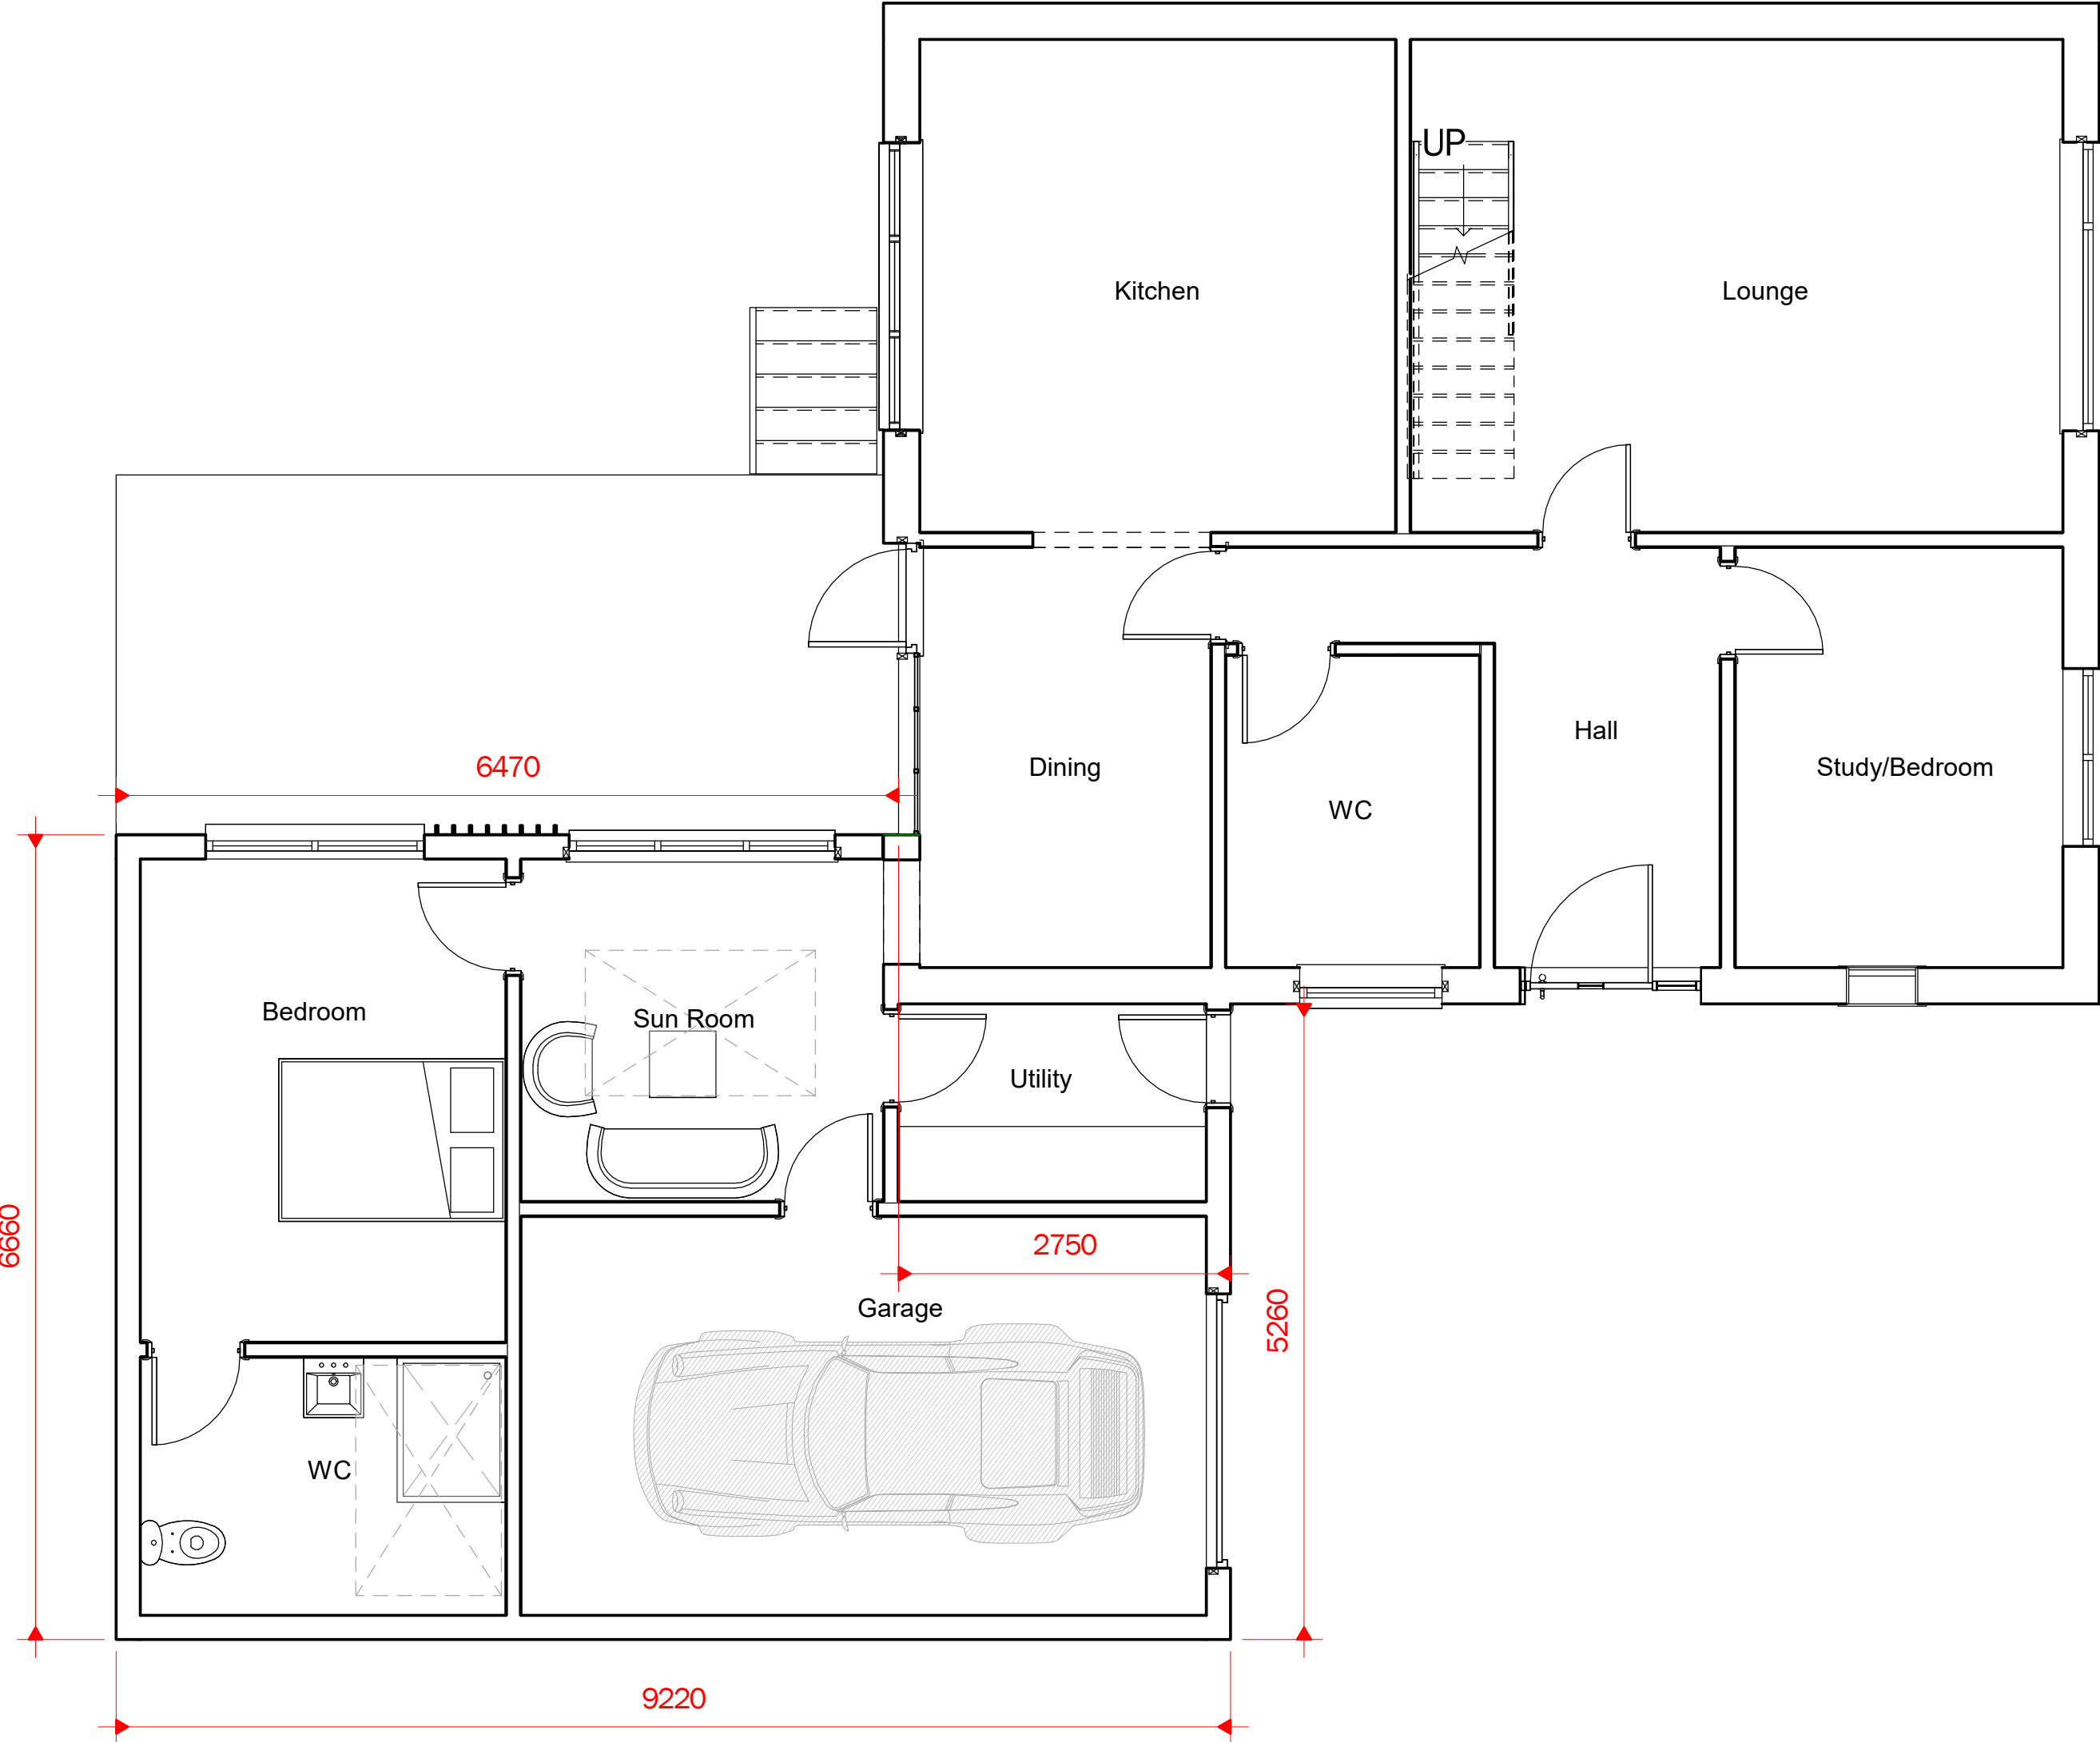 UP
Kitchen
Lounge
6470
Dining
Hall
Study/Bedroom
WC
Bedroom
Sun Room
Utility
6660
2750
Garage
5260
WC
9220